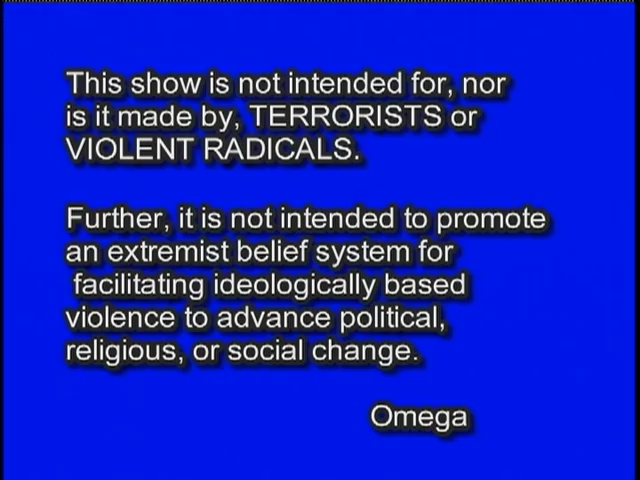 This show is not intended for, nor
is it made by, TERRORISTS or
VIOLENT RADICALS.
Further, it is not intended to promote
an extremist belief system for
facilitating ideologically based
violence to advance political,
religious, or social change.
Omega